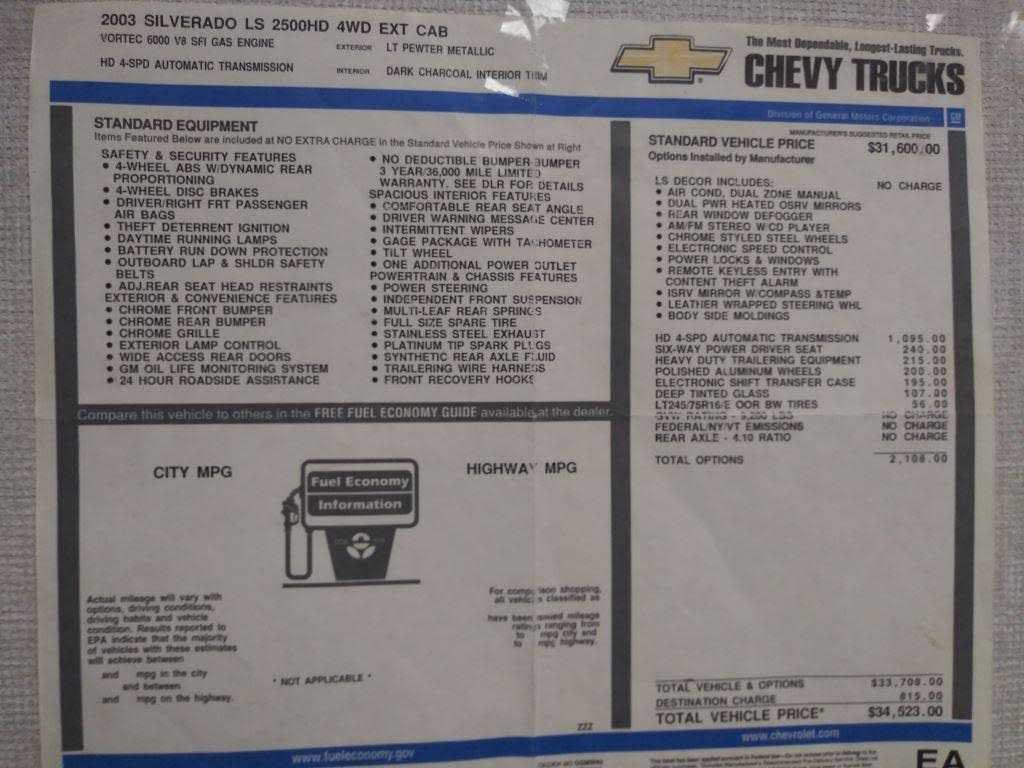 2003 SILVERADO LS 2500HD 4WD EXT CAB
VORTEC 6000 V8 SFI GAS ENGINE
EXTERIOR LT PEWTER METALLIC
HD 4-SPD AUTOMATIC TRANSMISSION
INTERIOR DARK CHARCOAL INTERIOR TRIM
The Most Dependable, Longest-Lasting Trucks.
CHEVY TRUCKS
Division of General Motors Corporation
GM
STANDARD EQUIPMENT
Items Featured Below are included at NO EXTRA CHARGE in the Standard Vehicle Price Shown at Right
SAFETY & SECURITY FEATURES
• 4-WHEEL ABS W/DYNAMIC REAR
PROPORTIONING
• 4-WHEEL DISC BRAKES
• DRIVER/RIGHT FRT PASSENGER
AIR BAGS
• THEFT DETERRENT IGNITION
• DAYTIME RUNNING LAMPS
• BATTERY RUN DOWN PROTECTION
• OUTBOARD LAP & SHLDR SAFETY
BELTS
• ADJ.REAR SEAT HEAD RESTRAINTS
EXTERIOR & CONVENIENCE FEATURES
• CHROME FRONT BUMPER
• CHROME REAR BUMPER
• CHROME GRILLE
• EXTERIOR LAMP CONTROL
• WIDE ACCESS REAR DOORS
• GM OIL LIFE MONITORING SYSTEM
• 24 HOUR ROADSIDE ASSISTANCE
• NO DEDUCTIBLE BUMPER-BUMPER
3 YEAR/36,000 MILE LIMITED
WARRANTY. SEE DLR FOR DETAILS
SPACIOUS INTERIOR FEATURES
• COMFORTABLE REAR SEAT ANGLE
• DRIVER WARNING MESSAGE CENTER
• INTERMITTENT WIPERS
• GAGE PACKAGE WITH TACHOMETER
• TILT WHEEL
• ONE ADDITIONAL POWER OUTLET
POWERTRAIN & CHASSIS FEATURES
• POWER STEERING
• INDEPENDENT FRONT SUSPENSION
• MULTI-LEAF REAR SPRINGS
• FULL SIZE SPARE TIRE
• STAINLESS STEEL EXHAUST
• PLATINUM TIP SPARK PLUGS
• SYNTHETIC REAR AXLE FLUID
• TRAILERING WIRE HARNESS
• FRONT RECOVERY HOOKS
MANUFACTURER'S SUGGESTED RETAIL PRICE
STANDARD VEHICLE PRICE $31,600.00
Options Installed by Manufacturer
LS DECOR INCLUDES: NO CHARGE
• AIR COND, DUAL ZONE MANUAL
• DUAL PWR HEATED OSRV MIRRORS
• REAR WINDOW DEFOGGER
• AM/FM STEREO W/CD PLAYER
• CHROME STYLED STEEL WHEELS
• ELECTRONIC SPEED CONTROL
• POWER LOCKS & WINDOWS
• REMOTE KEYLESS ENTRY WITH
CONTENT THEFT ALARM
• ISRV MIRROR W/COMPASS &TEMP
• LEATHER WRAPPED STEERING WHL
• BODY SIDE MOLDINGS
HD 4-SPD AUTOMATIC TRANSMISSION 1,095.00
SIX-WAY POWER DRIVER SEAT 240.00
HEAVY DUTY TRAILERING EQUIPMENT 215.00
POLISHED ALUMINUM WHEELS 200.00
ELECTRONIC SHIFT TRANSFER CASE 195.00
DEEP TINTED GLASS 107.00
LT245/75R16/E OOR BW TIRES 56.00
GVW RATING - 9,200 LBS NO CHARGE
FEDERAL/NY/VT EMISSIONS NO CHARGE
REAR AXLE - 4.10 RATIO NO CHARGE
TOTAL OPTIONS 2,108.00
Compare this vehicle to others in the FREE FUEL ECONOMY GUIDE available at the dealer.
CITY MPG
HIGHWAY MPG
Fuel Economy
Information
Actual mileage will vary with
options, driving conditions,
driving habits and vehicle
condition. Results reported to
EPA indicate that the majority
of vehicles with these estimates
will achieve between
and mpg in the city
and between
and mpg on the highway.
* NOT APPLICABLE *
For comparison shopping,
all vehicles classified as
have been issued mileage
ratings ranging from
to mpg city and
to mpg highway.
ZZZ
TOTAL VEHICLE & OPTIONS $33,708.00
DESTINATION CHARGE 815.00
TOTAL VEHICLE PRICE* $34,523.00
www.fueleconomy.gov
www.chevrolet.com
EA